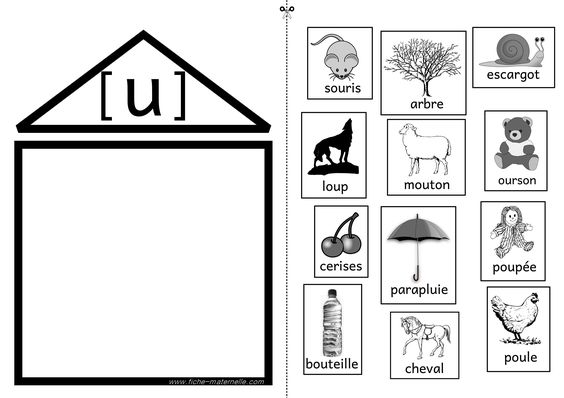 [u]
www.fiche-maternelle.com
souris
arbre
escargot
loup
mouton
ourson
cerises
parapluie
poupée
bouteille
cheval
poule